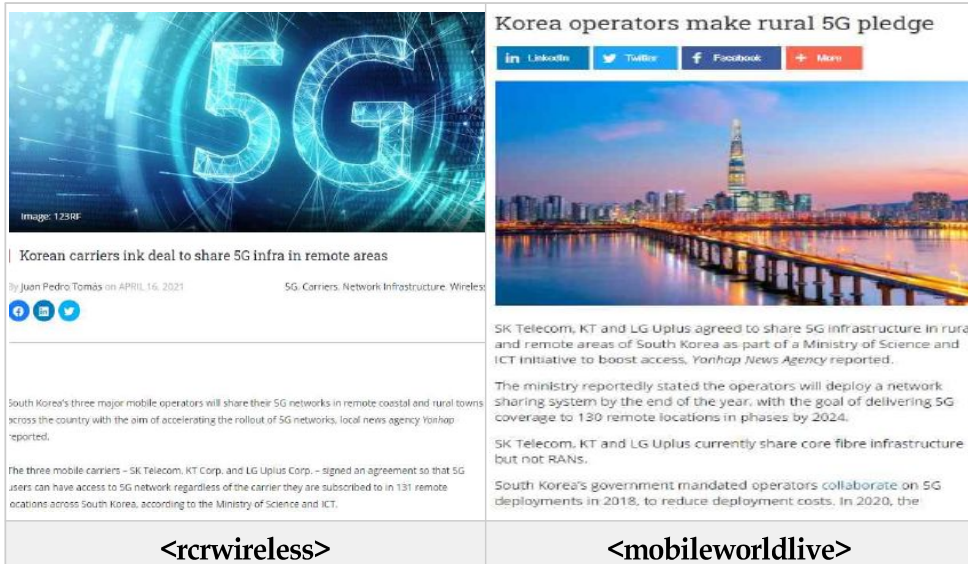 5G
Image: 123RF
Korean carriers ink deal to share 5G infra in remote areas
By Juan Pedro Tomás on APRIL 16, 2021
5G, Carriers, Network Infrastructure, Wireless
South Korea's three major mobile operators will share their 5G networks in remote coastal and rural towns
across the country with the aim of accelerating the rollout of 5G networks, local news agency Yonhap
reported.
The three mobile carriers – SK Telecom, KT Corp. and LG Uplus Corp. – signed an agreement so that 5G
users can have access to 5G network regardless of the carrier they are subscribed to in 131 remote
locations across South Korea, according to the Ministry of Science and ICT.
<rcrwireless>
Korea operators make rural 5G pledge
in LinkedIn Twitter f Facebook + More
SK Telecom, KT and LG Uplus agreed to share 5G infrastructure in rura
and remote areas of South Korea as part of a Ministry of Science and
ICT initiative to boost access, Yonhap News Agency reported.
The ministry reportedly stated the operators will deploy a network
sharing system by the end of the year, with the goal of delivering 5G
coverage to 130 remote locations in phases by 2024.
SK Telecom, KT and LG Uplus currently share core fibre infrastructure
but not RANs.
South Korea's government mandated operators collaborate on 5G
deployments in 2018, to reduce deployment costs. In 2020, the
<mobileworldlive>